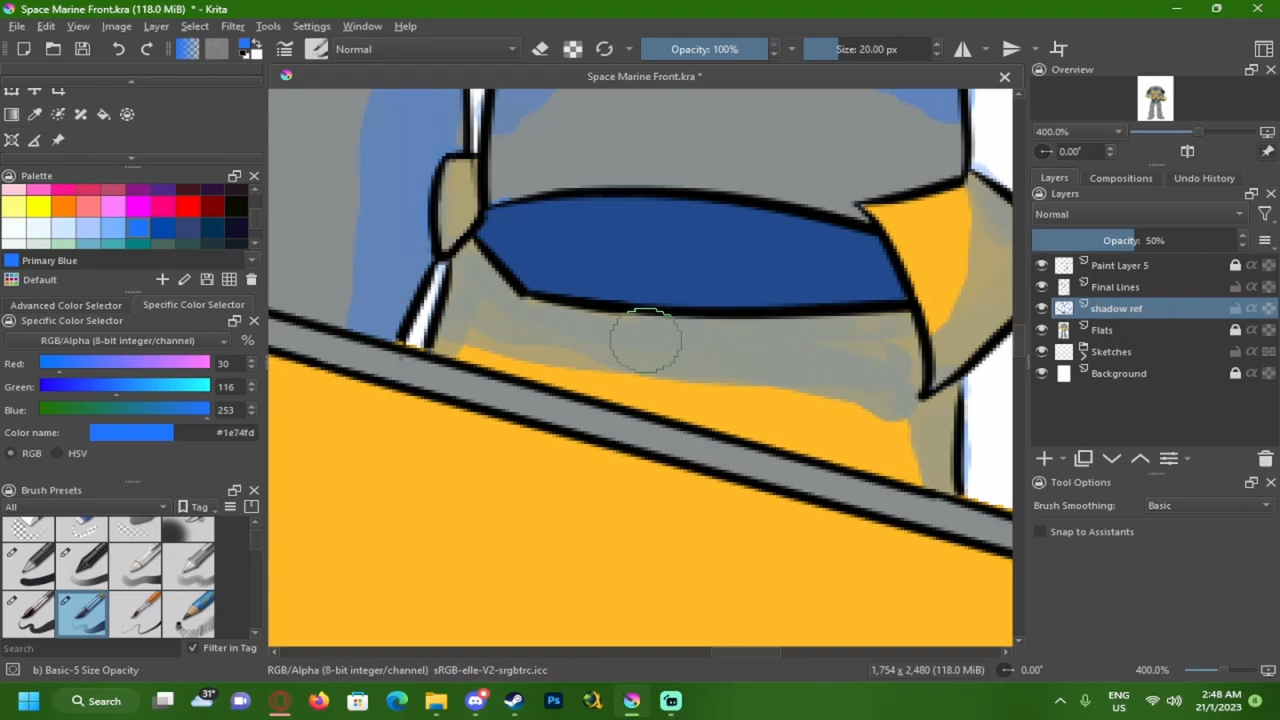 Space Marine Front.kra (118.0 MiB) * - Krita
File Edit View Image Layer Select Filter Tools Settings Window Help
Normal Opacity: 100% Size: 20.00 px
Space Marine Front.kra *
Overview
400.0%
0.00°
Layers Compositions Undo History
Layers
Normal
Opacity: 50%
Paint Layer 5
Final Lines
shadow ref
Flats
Sketches
Background
Tool Options
Brush Smoothing: Basic
Snap to Assistants
Palette
Primary Blue
Default
Advanced Color Selector Specific Color Selector
Specific Color Selector
RGB/Alpha (8-bit integer/channel) %
Red: 30
Green: 116
Blue: 253
Color name: #1e74fd
RGB HSV
Brush Presets
All Tag
Search Filter in Tag
b) Basic-5 Size Opacity RGB/Alpha (8-bit integer/channel) sRGB-elle-V2-srgbtrc.icc 1,754 x 2,480 (118.0 MiB) 0.00° 400.0%
Search 31° Ps ENG US 2:48 AM 21/1/2023 8